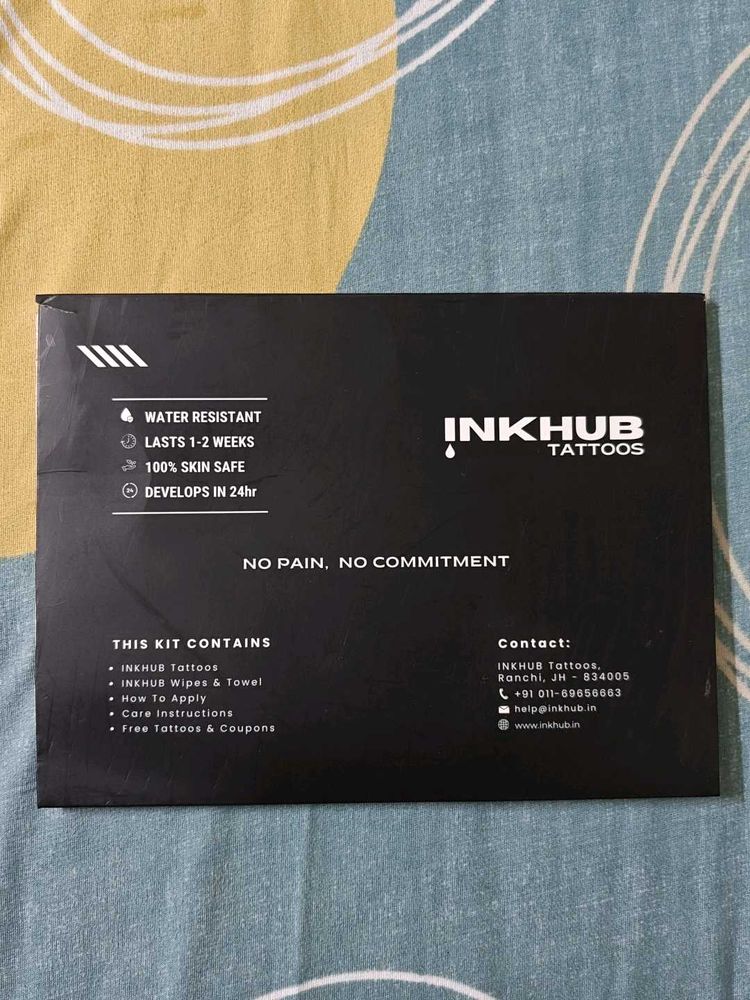 WATER RESISTANT
LASTS 1-2 WEEKS
100% SKIN SAFE
24
DEVELOPS IN 24hr
INKHUB
TATTOOS
NO PAIN, NO COMMITMENT
THIS KIT CONTAINS
• INKHUB Tattoos
• INKHUB Wipes & Towel
• How To Apply
• Care Instructions
• Free Tattoos & Coupons
Contact:
INKHUB Tattoos,
Ranchi, JH - 834005
+91 011-69656663
help@inkhub.in
www.inkhub.in